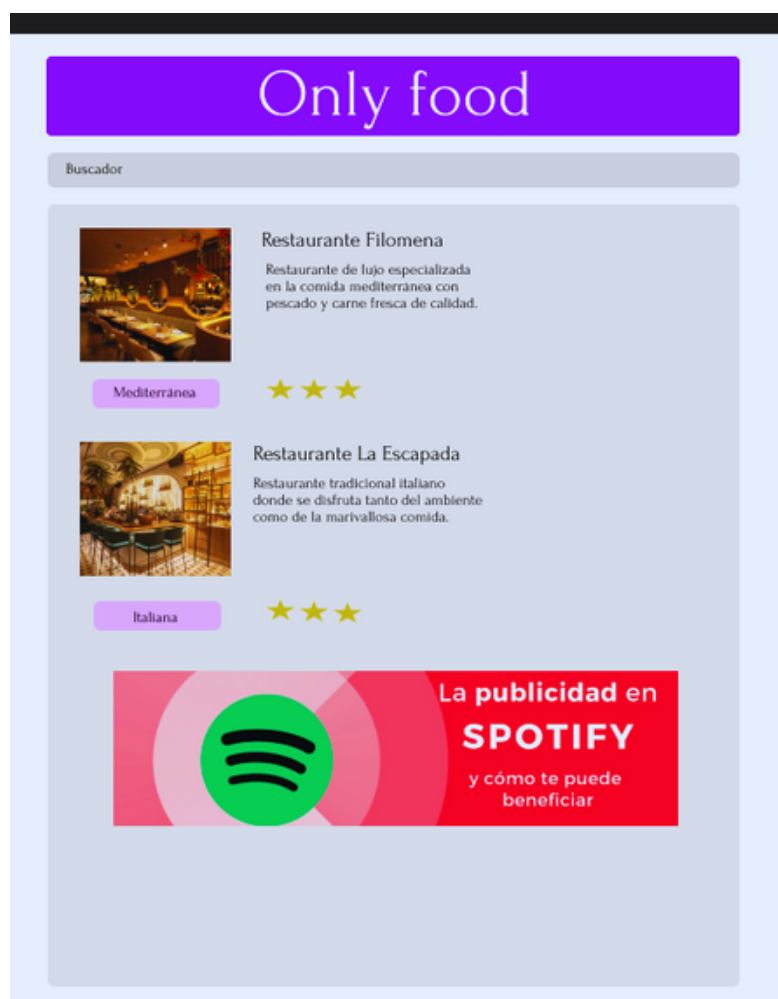 Only food
Buscador
Restaurante Filomena
Restaurante de lujo especializada
en la comida mediterránea con
pescado y carne fresca de calidad.
Mediterránea
Restaurante La Escapada
Restaurante tradicional italiano
donde se disfruta tanto del ambiente
como de la marivallosa comida.
Italiana
La publicidad en
SPOTIFY
y cómo te puede
beneficiar